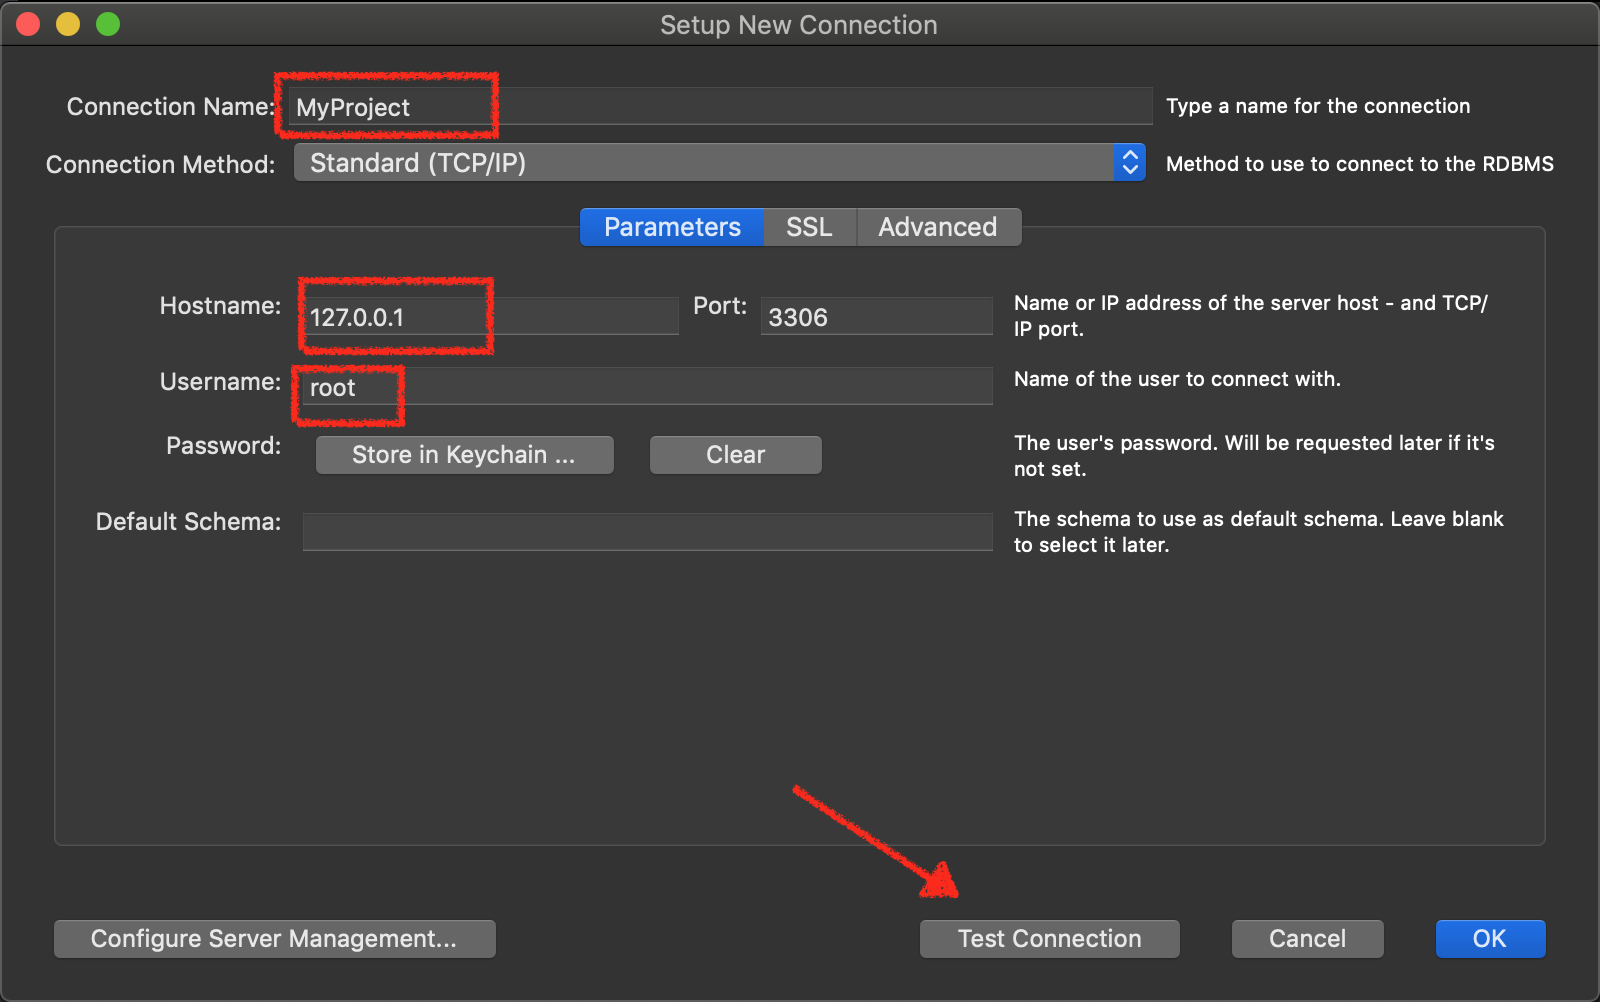 Setup New Connection
Connection Name: MyProject Type a name for the connection
Connection Method: Standard (TCP/IP) Method to use to connect to the RDBMS
Parameters SSL Advanced
Hostname: 127.0.0.1 Port: 3306 Name or IP address of the server host - and TCP/
IP port.
Username: root Name of the user to connect with.
Password: Store in Keychain ... Clear The user's password. Will be requested later if it's
not set.
Default Schema: The schema to use as default schema. Leave blank
to select it later.
Configure Server Management... Test Connection Cancel OK